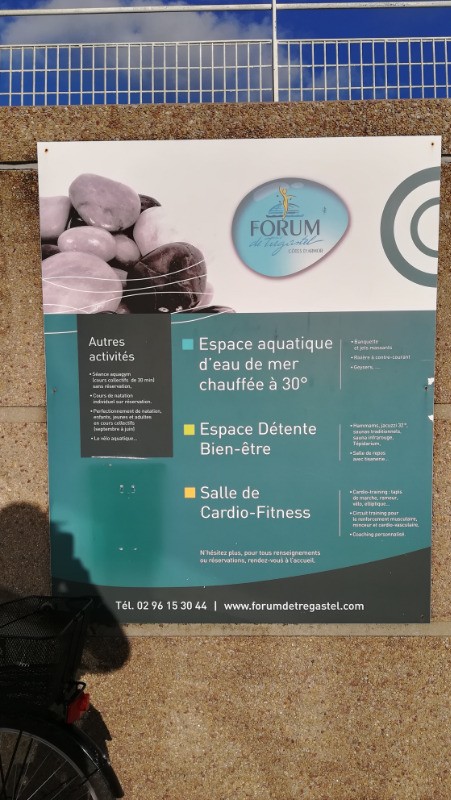 FORUM
de Tregastel
CÔTES D'ARMOR
Autres
activités
• Séance aquagym
(cours collectifs de 30 min)
sans réservation,
• Cours de natation
individuel sur réservation.
• Perfectionnement de natation,
enfants, jeunes et adultes
en cours collectifs
(septembre à juin)
• Le vélo aquatique...
Espace aquatique
d'eau de mer
chauffée à 30°
• Banquette
et jets massants
• Rivière à contre-courant
• Geysers, ...
Espace Détente
Bien-être
• Hammams, jacuzzi 32°,
saunas traditionnels,
sauna infrarouge,
Tépidarium,
• Salle de repos
avec tisanerie...
Salle de
Cardio-Fitness
• Cardio-training : tapis
de marche, rameur,
vélo, elliptique...
• Circuit training pour
le renforcement musculaire,
minceur et cardio-vasculaire,
• Coaching personnalisé
N'hésitez plus, pour tous renseignements
ou réservations, rendez-vous à l'accueil.
Tél. 02 96 15 30 44 | www.forumdetregastel.com